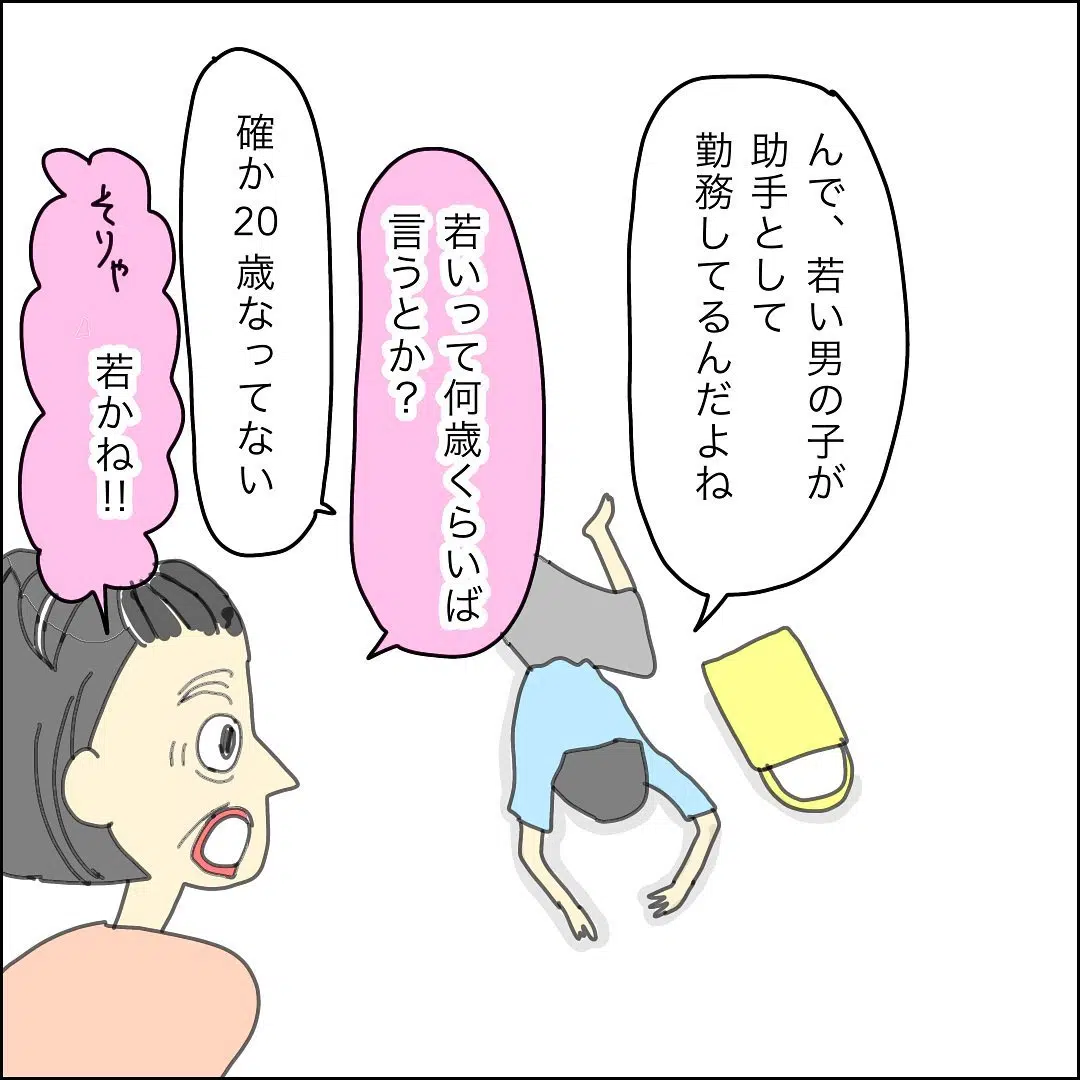 んで、若い男の子が
助手として
勤務してるんだよね
若いって何歳くらいば
言うとか?
確か20歳なってない
そりゃ
若かね!!